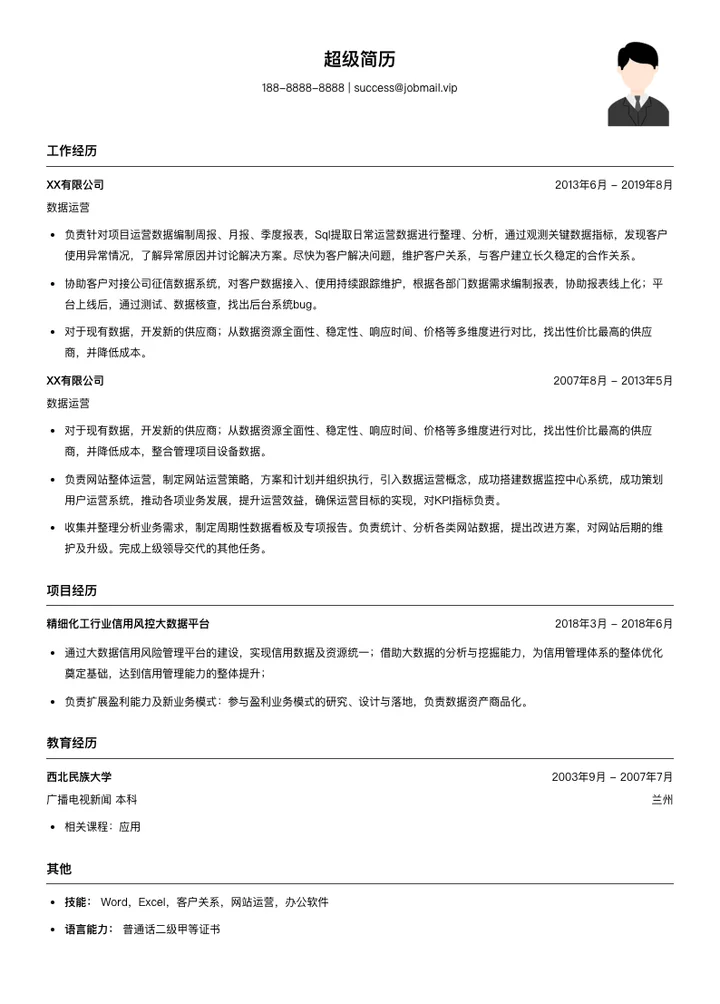 超级简历
188-8888-8888 | success@jobmail.vip
工作经历
XX有限公司 2013年6月 – 2019年8月
数据运营
• 负责针对项目运营数据编制周报、月报、季度报表，Sql提取日常运营数据进行整理、分析，通过观测关键数据指标，发现客户
使用异常情况，了解异常原因并讨论解决方案。尽快为客户解决问题，维护客户关系，与客户建立长久稳定的合作关系。
• 协助客户对接公司征信数据系统，对客户数据接入、使用持续跟踪维护，根据各部门数据需求编制报表，协助报表线上化；平
台上线后，通过测试、数据核查，找出后台系统bug。
• 对于现有数据，开发新的供应商；从数据资源全面性、稳定性、响应时间、价格等多维度进行对比，找出性价比最高的供应
商，并降低成本。
XX有限公司 2007年8月 – 2013年5月
数据运营
• 对于现有数据，开发新的供应商；从数据资源全面性、稳定性、响应时间、价格等多维度进行对比，找出性价比最高的供应
商，并降低成本，整合管理项目设备数据。
• 负责网站整体运营，制定网站运营策略，方案和计划并组织执行，引入数据运营概念，成功搭建数据监控中心系统，成功策划
用户运营系统，推动各项业务发展，提升运营效益，确保运营目标的实现，对KPI指标负责。
• 收集并整理分析业务需求，制定周期性数据看板及专项报告。负责统计、分析各类网站数据，提出改进方案，对网站后期的维
护及升级。完成上级领导交代的其他任务。
项目经历
精细化工行业信用风控大数据平台 2018年3月 – 2018年6月
• 通过大数据信用风险管理平台的建设，实现信用数据及资源统一；借助大数据的分析与挖掘能力，为信用管理体系的整体优化
奠定基础，达到信用管理能力的整体提升；
• 负责扩展盈利能力及新业务模式：参与盈利业务模式的研究、设计与落地，负责数据资产商品化。
教育经历
西北民族大学 2003年9月 – 2007年7月
广播电视新闻 本科 兰州
• 相关课程：应用
其他
• 技能： Word，Excel，客户关系，网站运营，办公软件
• 语言能力： 普通话二级甲等证书